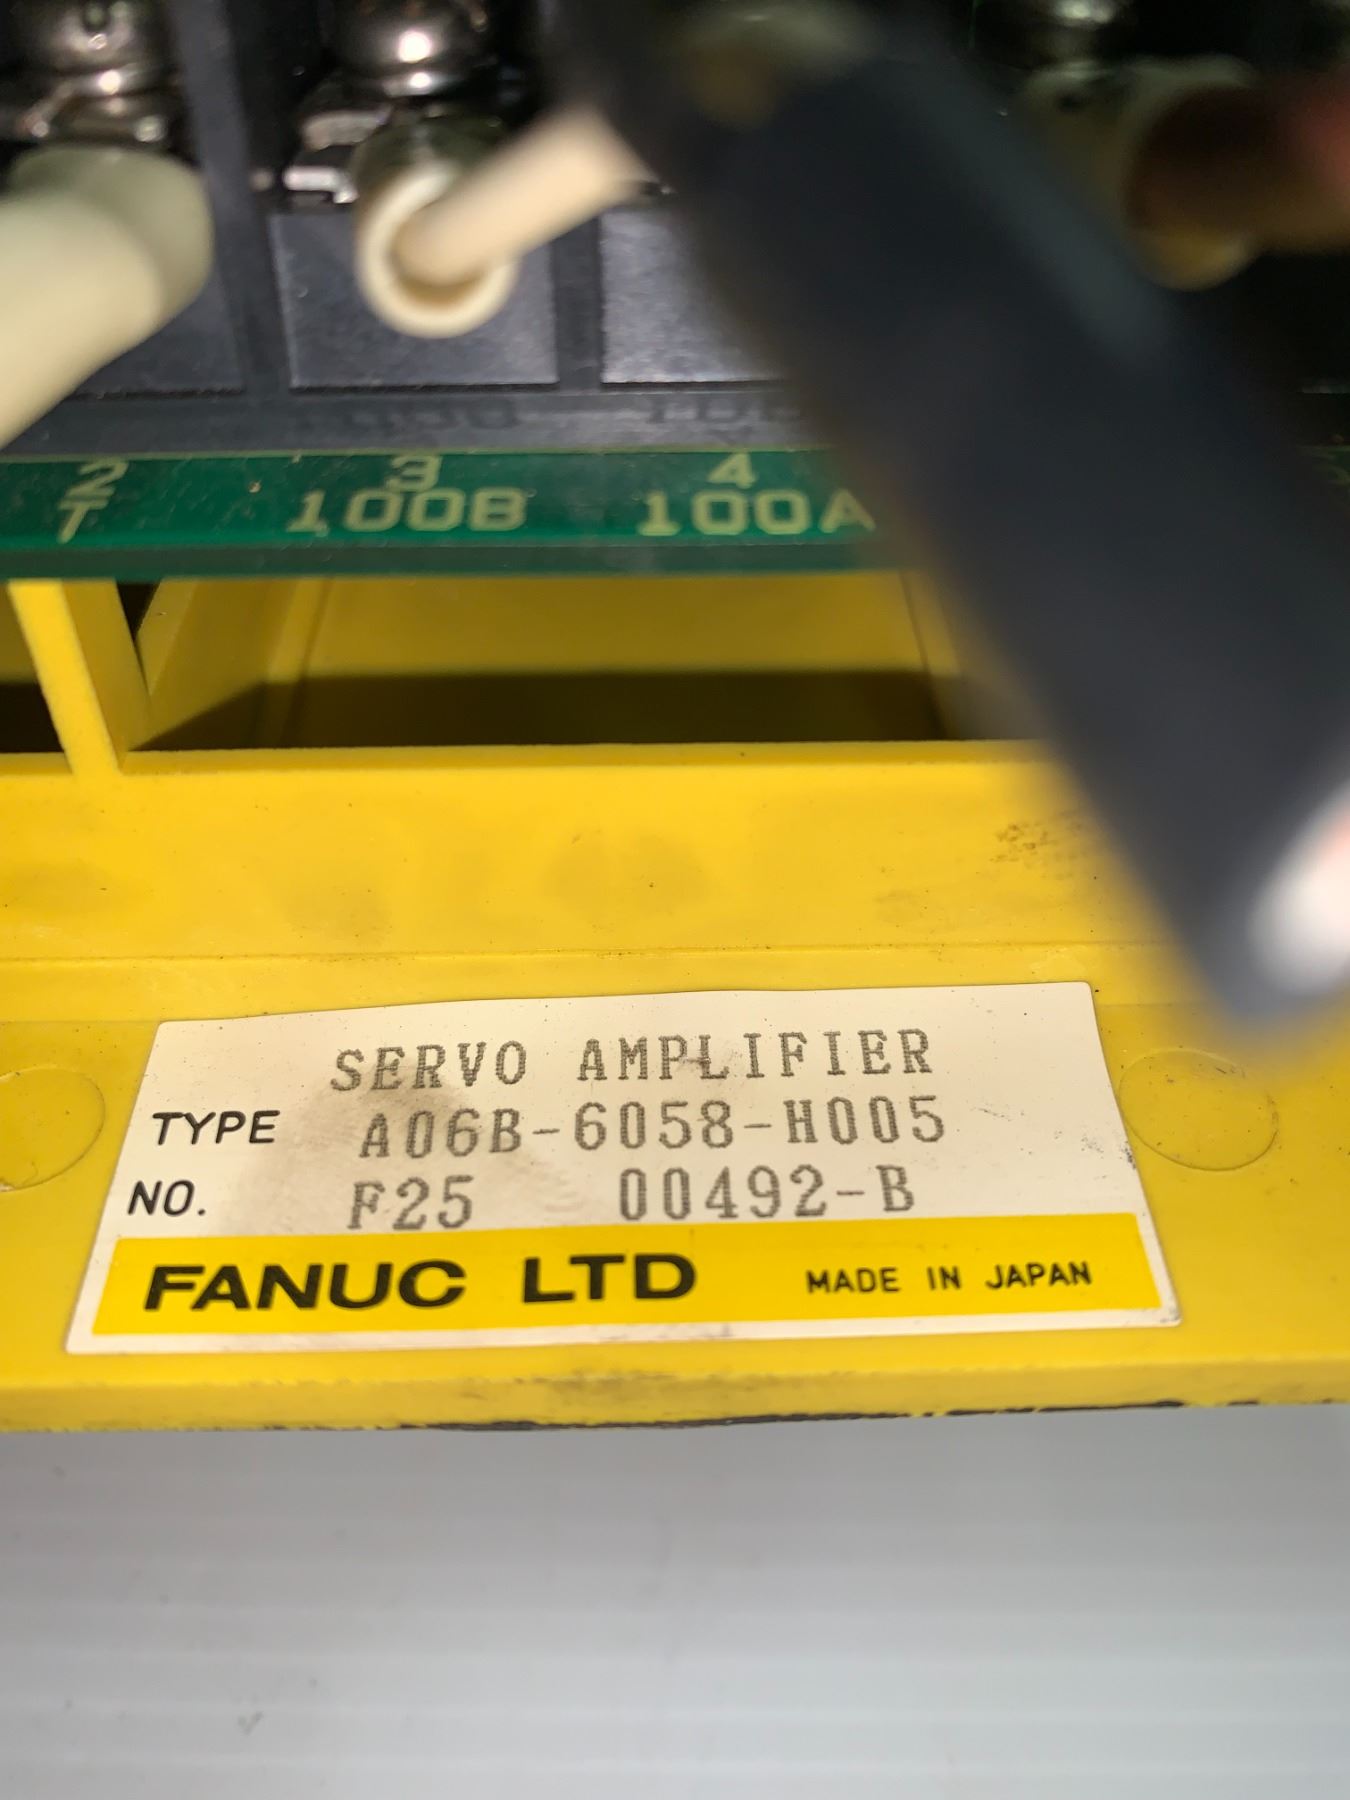 2 3 4
T 100B 100A
SERVO AMPLIFIER
TYPE A06B-6058-H005
NO. F25 00492-B
FANUC LTD MADE IN JAPAN